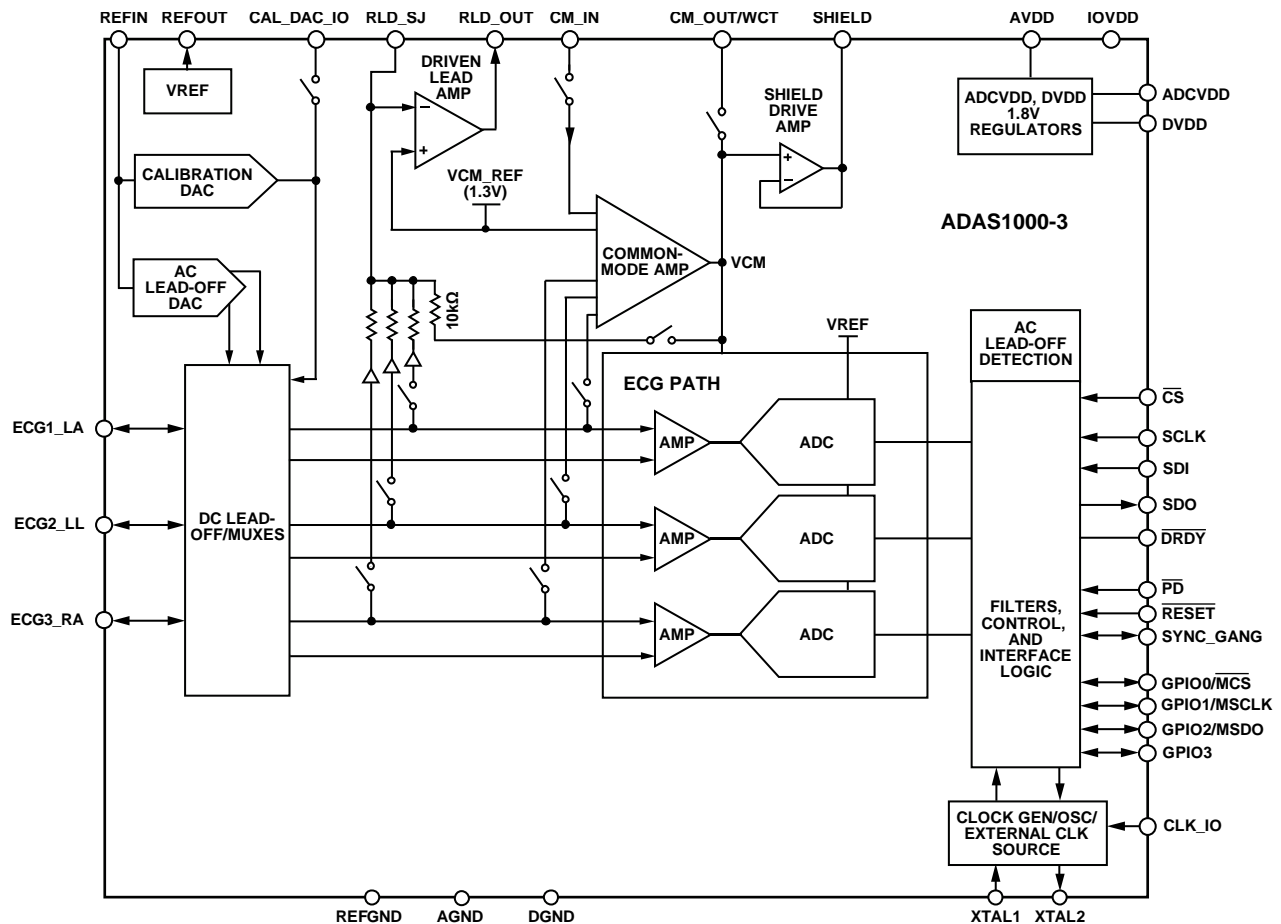 REFIN REFOUT CAL_DAC_IO RLD_SJ RLD_OUT CM_IN CM_OUT/WCT SHIELD AVDD IOVDD
DRIVEN
LEAD
AMP
VREF
SHIELD
DRIVE
AMP
ADCVDD, DVDD
1.8V
REGULATORS
ADCVDD
DVDD
–
+
+
–
CALIBRATION
DAC
VCM_REF
(1.3V)
ADAS1000-3
COMMON-
MODE AMP
VCM
AC
LEAD-OFF
DAC
10kΩ
VREF
AC
LEAD-OFF
DETECTION
ECG PATH
CS
ECG1_LA
AMP
ADC
SCLK
SDI
SDO
ECG2_LL
DC LEAD-
OFF/MUXES
AMP
ADC
DRDY
PD
ECG3_RA
AMP
ADC
FILTERS,
CONTROL,
AND
INTERFACE
LOGIC
RESET
SYNC_GANG
GPIO0/MCS
GPIO1/MSCLK
GPIO2/MSDO
GPIO3
CLOCK GEN/OSC/
EXTERNAL CLK
SOURCE
CLK_IO
REFGND AGND DGND XTAL1 XTAL2